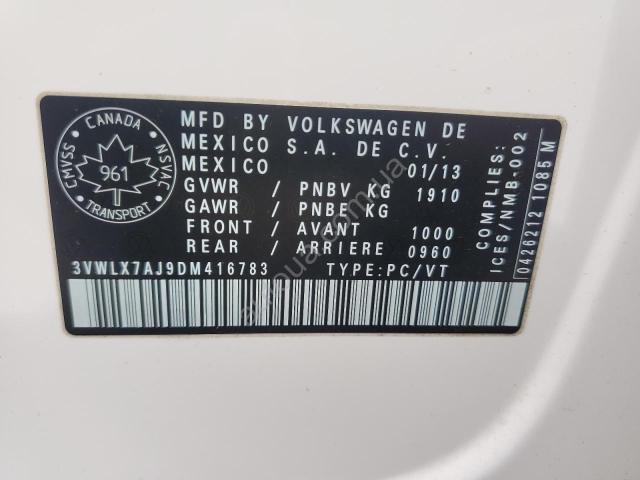 CANADA
CMVSS
961
NSVAC
TRANSPORT
MFD BY VOLKSWAGEN DE
MEXICO S.A. DE C.V.
MEXICO 01/13
GVWR / PNBV KG 1910
GAWR / PNBE KG
FRONT / AVANT 1000
REAR / ARRIERE 0960
3VWLX7AJ9DM416783 TYPE:PC/VT
COMPLIES:
ICES/NMB-002
0426212 1085 M